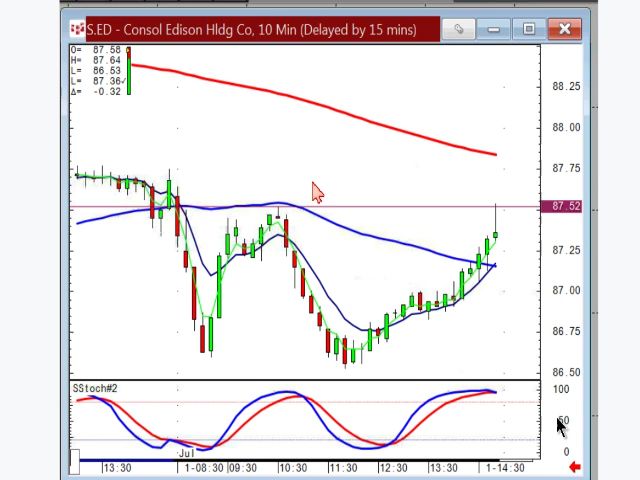 S.ED - Consol Edison Hldg Co, 10 Min (Delayed by 15 mins)
O= 87.58
H= 87.64
L= 86.53
L= 87.36
Δ= -0.32
88.25
88.00
87.75
87.52
87.25
87.00
86.75
86.50
SStoch#2
100
50
0
Jul
13:30 1-08:30 09:30 10:30 11:30 12:30 13:30 1-14:30